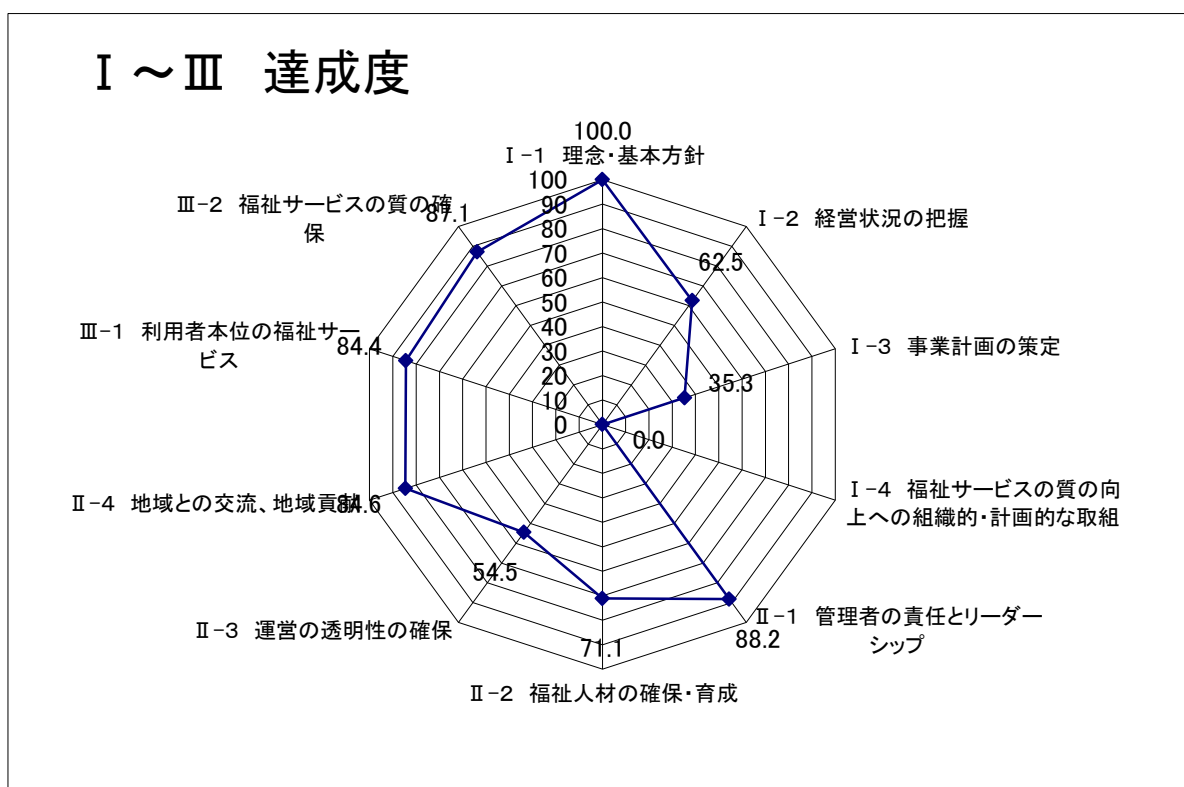 Ⅰ～Ⅲ 達成度
100.0
Ⅰ-1 理念・基本方針
100
90
80
70
60
50
40
30
20
10
0
62.5
Ⅰ-2 経営状況の把握
35.3
Ⅰ-3 事業計画の策定
0.0
Ⅰ-4 福祉サービスの質の向
上への組織的・計画的な取組
Ⅱ-1 管理者の責任とリーダー
シップ
88.2
71.1
Ⅱ-2 福祉人材の確保・育成
54.5
Ⅱ-3 運営の透明性の確保
Ⅱ-4 地域との交流、地域貢献
84.6
Ⅲ-1 利用者本位の福祉サー
ビス
84.4
Ⅲ-2 福祉サービスの質の確
保
87.1